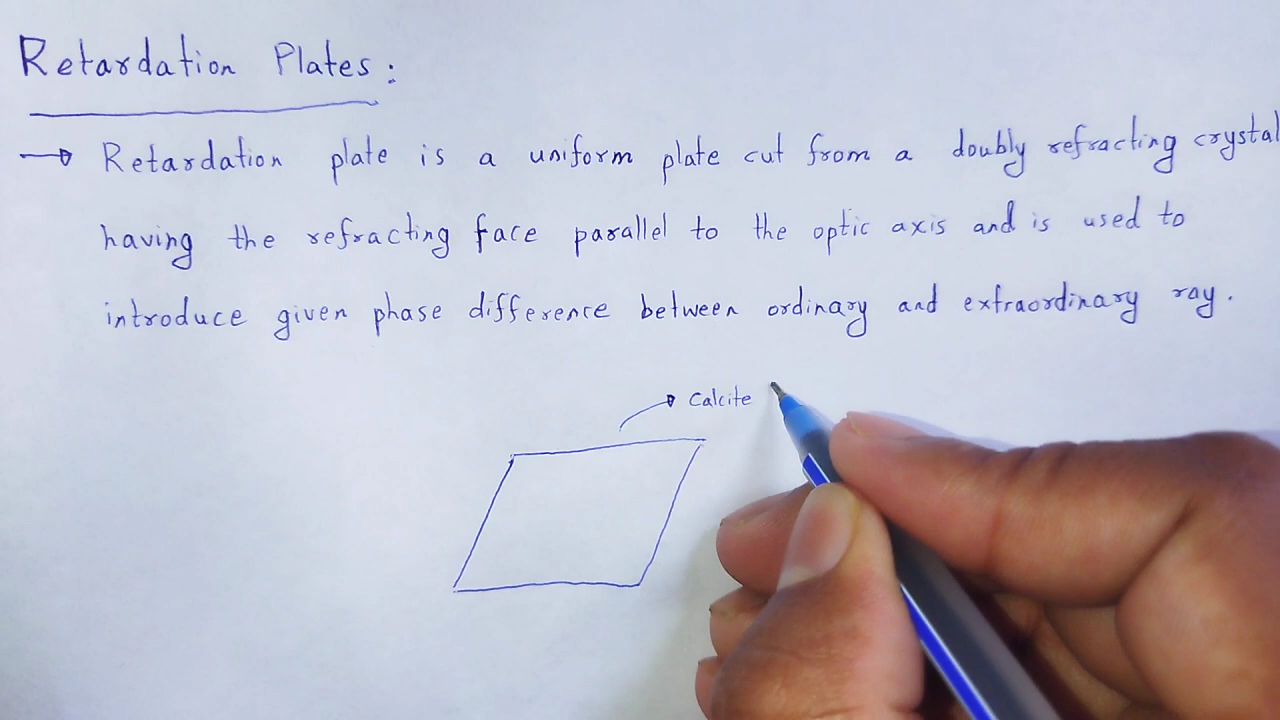 Retardation Plates:
→ Retardation plate is a uniform plate cut from a doubly refracting crystal
having the refracting face parallel to the optic axis and is used to
introduce given phase difference between ordinary and extraordinary ray.
→ Calcite